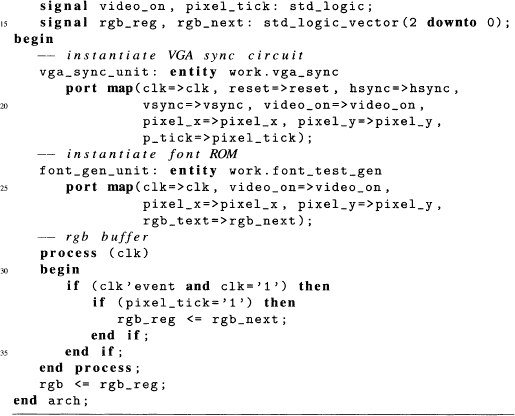 signal video_on, pixel_tick: std_logic;
15 signal rgb_reg, rgb_next: std_logic_vector(2 downto 0);
begin
-- instantiate VGA sync circuit
vga_sync_unit: entity work.vga_sync
port map(clk=>clk, reset=>reset, hsync=>hsync,
20 vsync=>vsync, video_on=>video_on,
pixel_x=>pixel_x, pixel_y=>pixel_y,
p_tick=>pixel_tick);
-- instantiate font ROM
font_gen_unit: entity work.font_test_gen
25 port map(clk=>clk, video_on=>video_on,
pixel_x=>pixel_x, pixel_y=>pixel_y,
rgb_text=>rgb_next);
-- rgb buffer
process (clk)
30 begin
if (clk'event and clk='1') then
if (pixel_tick='1') then
rgb_reg <= rgb_next;
end if;
35 end if;
end process;
rgb <= rgb_reg;
end arch;